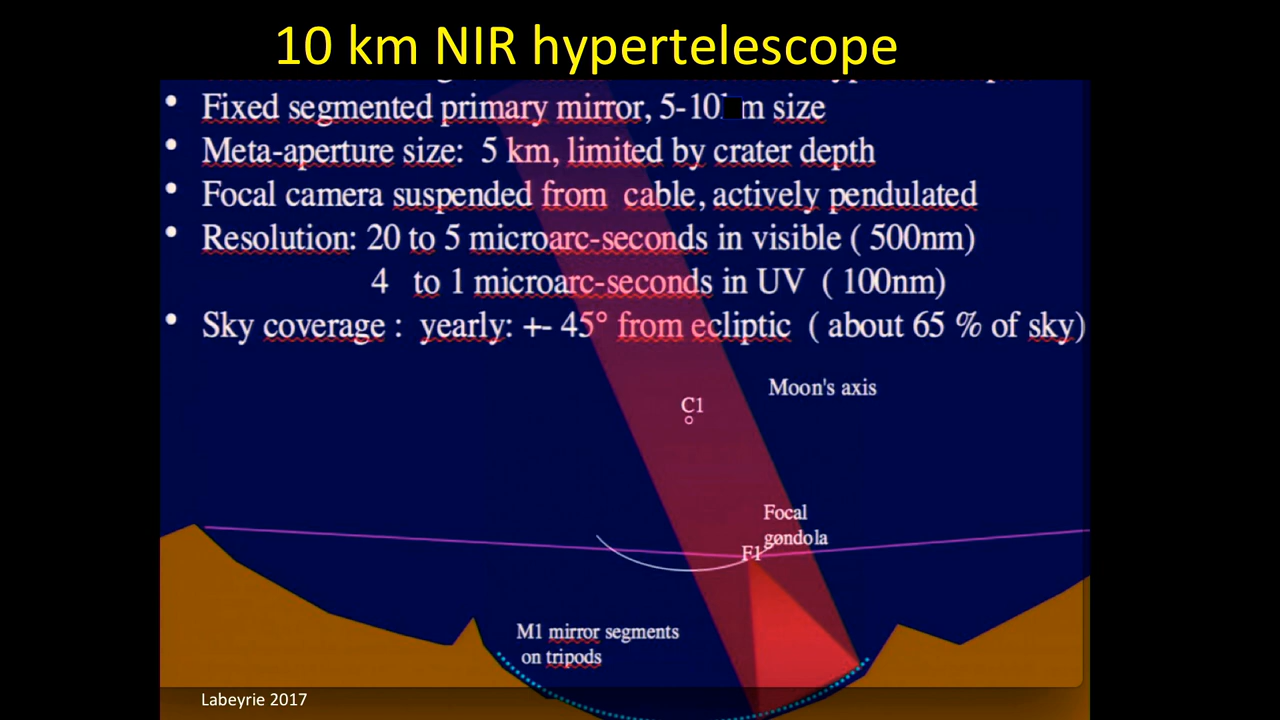 10 km NIR hypertelescope
• Fixed segmented primary mirror, 5-10 m size
• Meta-aperture size: 5 km, limited by crater depth
• Focal camera suspended from cable, actively pendulated
• Resolution: 20 to 5 microarc-seconds in visible ( 500nm)
4 to 1 microarc-seconds in UV ( 100nm)
• Sky coverage : yearly: +- 45° from ecliptic ( about 65 % of sky)
Moon's axis
C1
Focal
gondola
F1
M1 mirror segments
on tripods
Labeyrie 2017